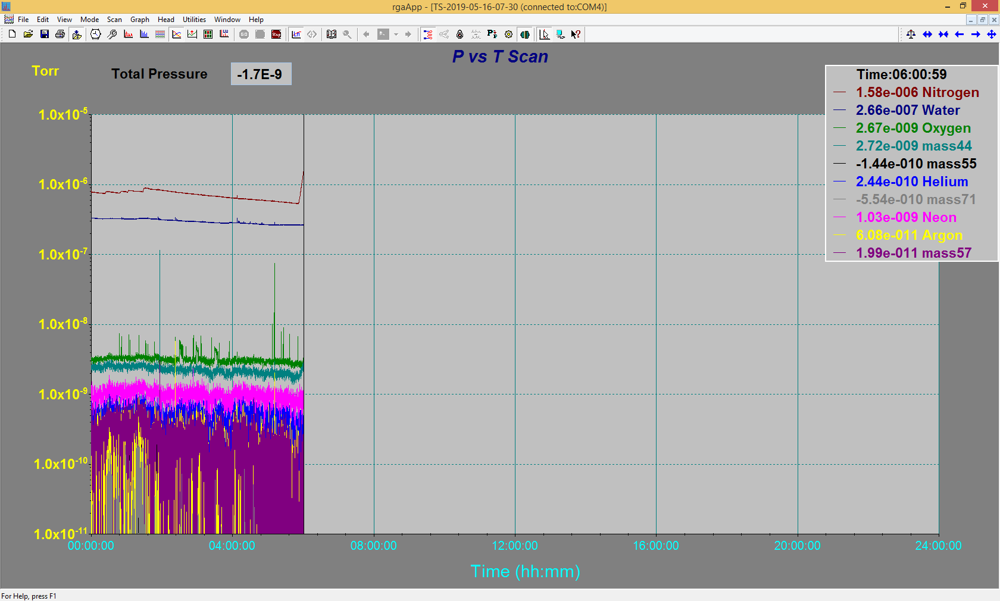 rgaApp - [TS-2019-05-16-07-30 (connected to:COM4)]
File Edit View Mode Scan Graph Head Utilities Window Help
GO Stop
P vs T Scan
Torr
Total Pressure -1.7E-9
Time:06:00:59
1.58e-006 Nitrogen
2.66e-007 Water
2.67e-009 Oxygen
2.72e-009 mass44
-1.44e-010 mass55
2.44e-010 Helium
-5.54e-010 mass71
1.03e-009 Neon
6.08e-011 Argon
1.99e-011 mass57
1.0x10-5
1.0x10-6
1.0x10-7
1.0x10-8
1.0x10-9
1.0x10-10
1.0x10-11
00:00:00 04:00:00 08:00:00 12:00:00 16:00:00 20:00:00 24:00:00
Time (hh:mm)
For Help, press F1